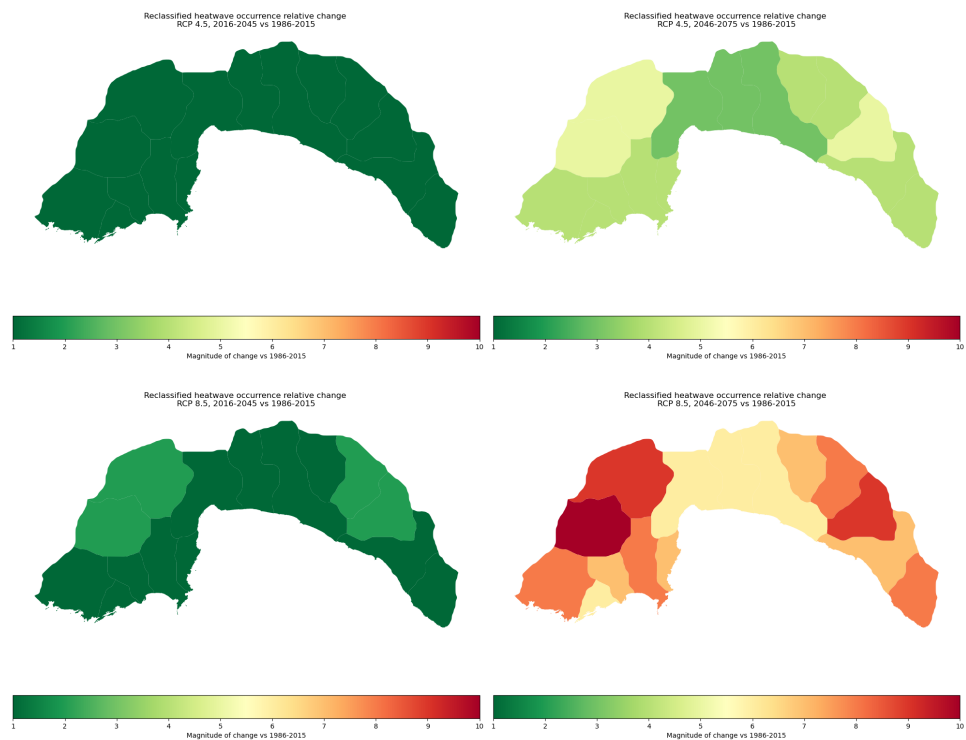 Reclassified heatwave occurrence relative change
RCP 4.5, 2016-2045 vs 1986-2015
1 2 3 4 5 6 7 8 9 10
Magnitude of change vs 1986-2015
Reclassified heatwave occurrence relative change
RCP 4.5, 2046-2075 vs 1986-2015
1 2 3 4 5 6 7 8 9 10
Magnitude of change vs 1986-2015
Reclassified heatwave occurrence relative change
RCP 8.5, 2016-2045 vs 1986-2015
1 2 3 4 5 6 7 8 9 10
Magnitude of change vs 1986-2015
Reclassified heatwave occurrence relative change
RCP 8.5, 2046-2075 vs 1986-2015
1 2 3 4 5 6 7 8 9 10
Magnitude of change vs 1986-2015